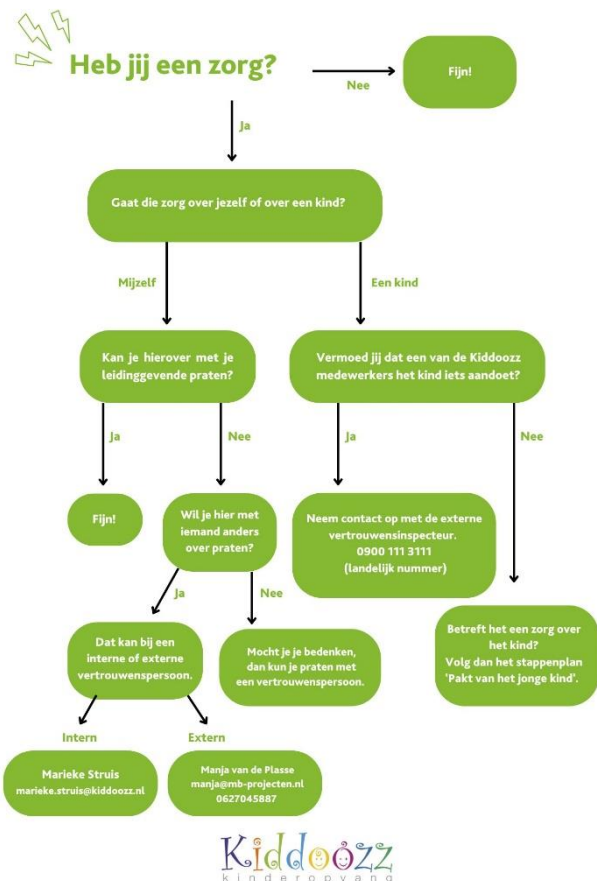 Heb jij een zorg?
Nee
Fijn!
Ja
Gaat die zorg over jezelf of over een kind?
Mijzelf
Een kind
Kan je hierover met je
leidinggevende praten?
Vermoed jij dat een van de Kiddoozz
medewerkers het kind iets aandoet?
Ja
Nee
Ja
Nee
Fijn!
Wil je hier met
iemand anders
over praten?
Neem contact op met de externe
vertrouwensinspecteur.
0900 111 3111
(landelijk nummer)
Ja
Nee
Dat kan bij een
interne of externe
vertrouwenspersoon.
Mocht je je bedenken,
dan kun je praten met
een vertrouwenspersoon.
Betreft het een zorg over
het kind?
Volg dan het stappenplan
'Pakt van het jonge kind'.
Intern
Extern
Marieke Struis
marieke.struis@kiddoozz.nl
Manja van de Plasse
manja@mb-projecten.nl
0627045887
Kiddoozz
kinderopvang